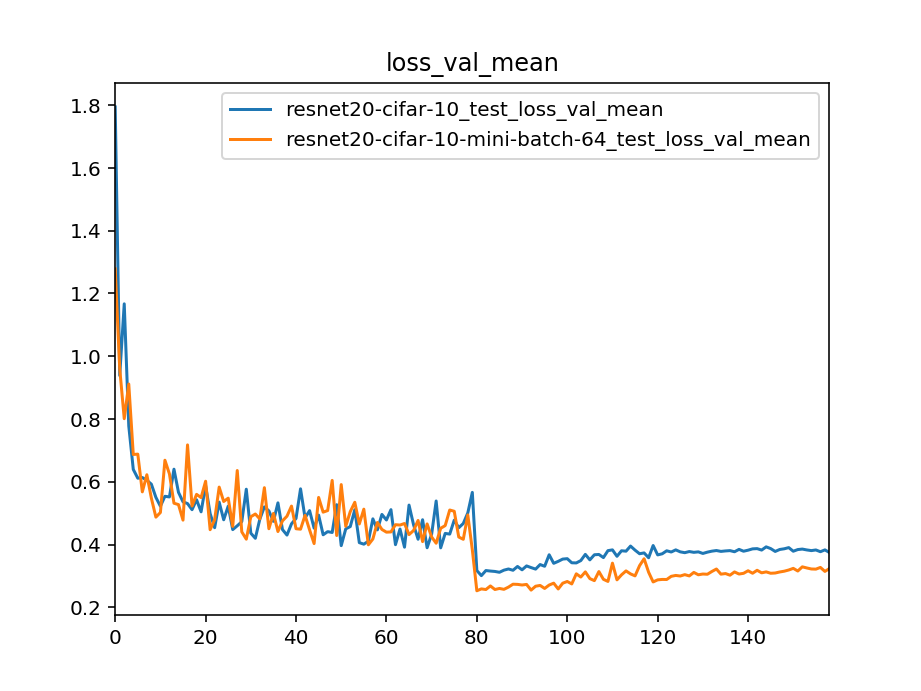 loss_val_mean
resnet20-cifar-10_test_loss_val_mean
resnet20-cifar-10-mini-batch-64_test_loss_val_mean
1.8
1.6
1.4
1.2
1.0
0.8
0.6
0.4
0.2
0 20 40 60 80 100 120 140